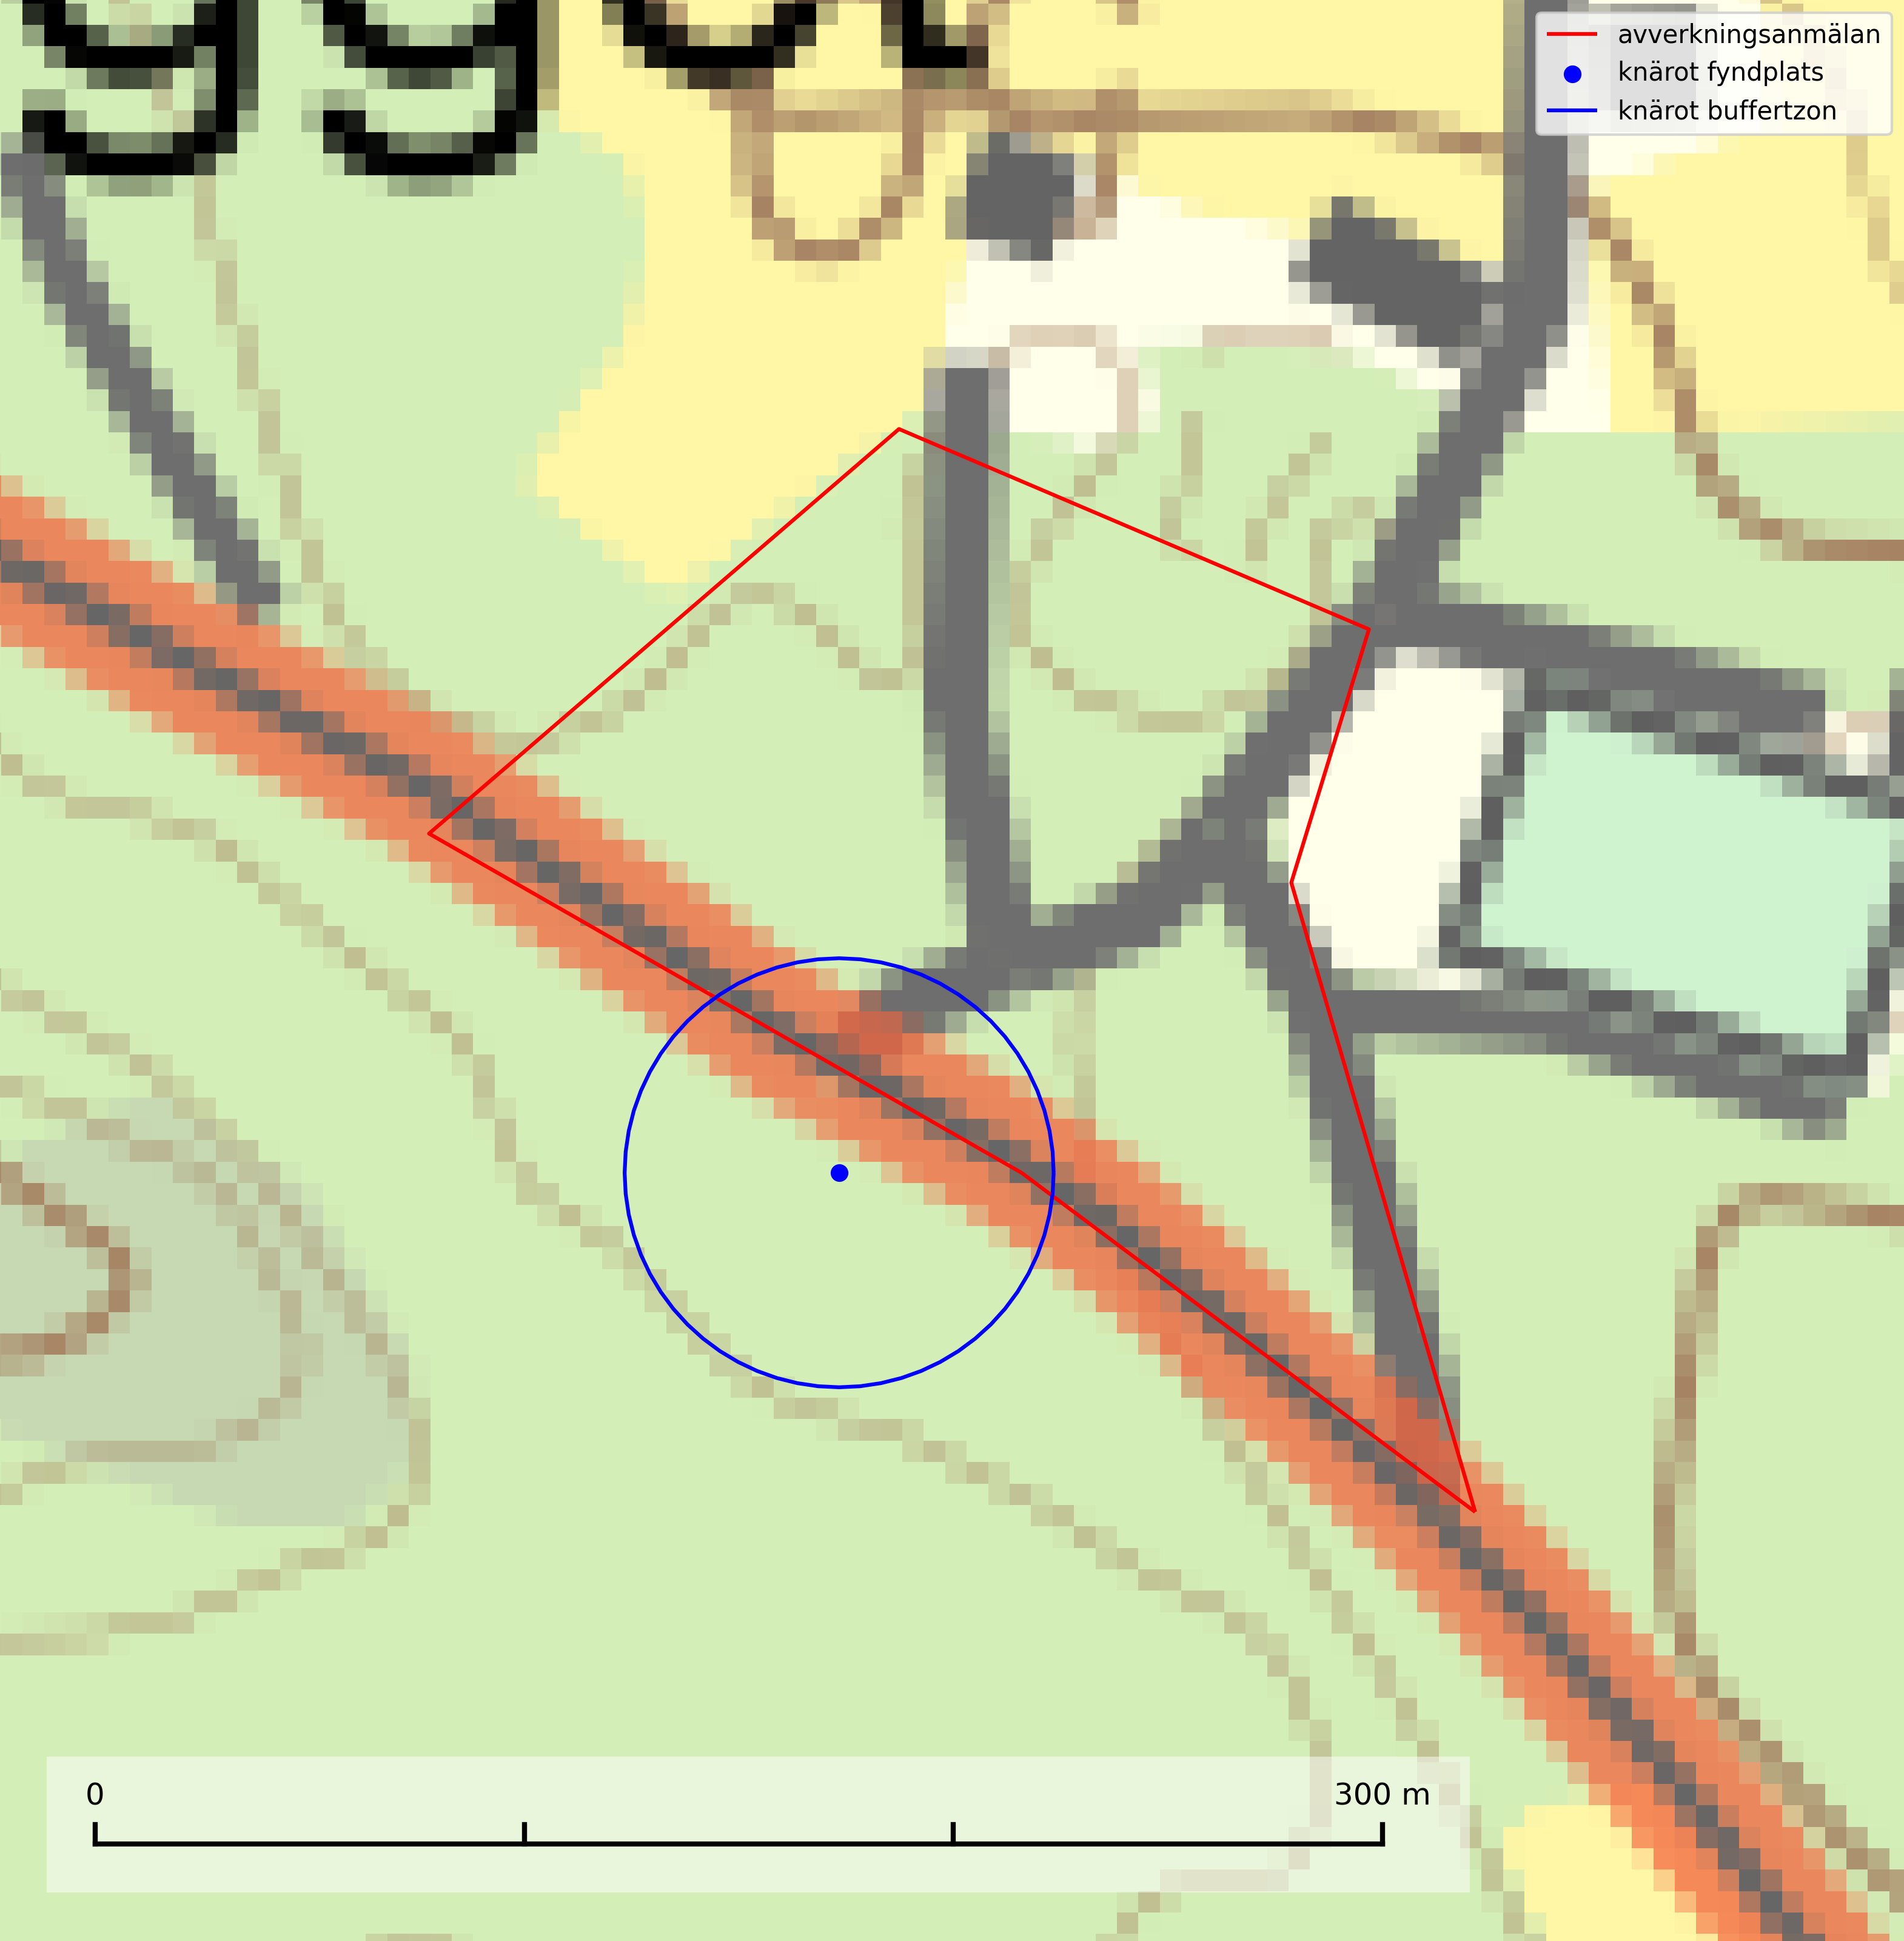 avverkningsanmälan
knärot fyndplats
knärot buffertzon
0 300 m